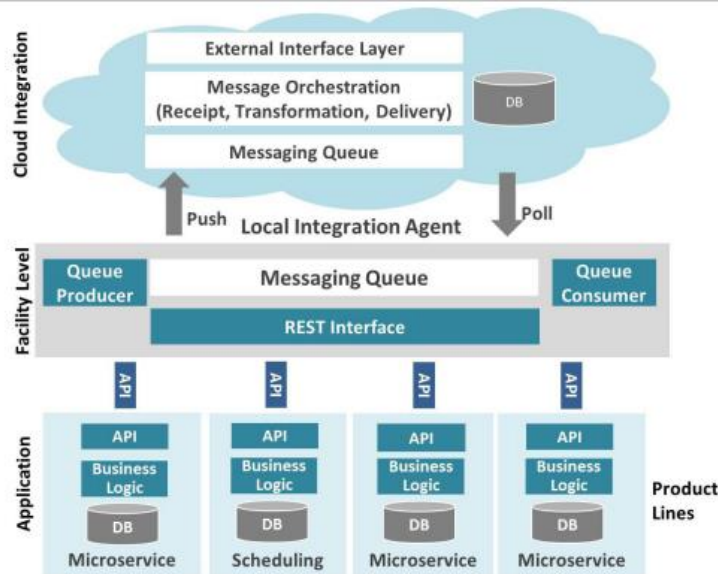 Cloud Integration
External Interface Layer
Message Orchestration
(Receipt, Transformation, Delivery)
DB
Messaging Queue
Push
Poll
Local Integration Agent
Facility Level
Queue
Producer
Messaging Queue
Queue
Consumer
REST Interface
API
API
API
API
Application
API
Business
Logic
DB
Microservice
API
Business
Logic
DB
Scheduling
API
Business
Logic
DB
Microservice
API
Business
Logic
DB
Microservice
Product
Lines